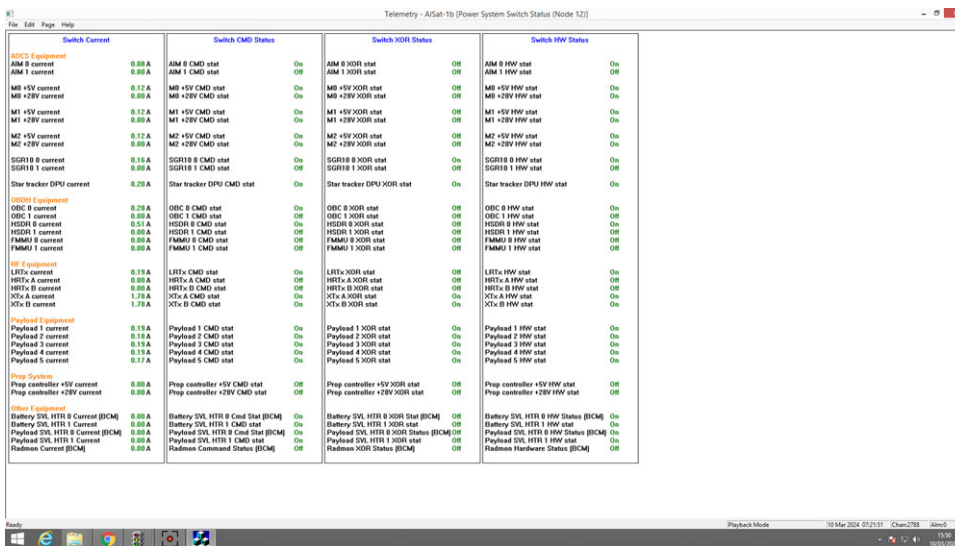 Telemetry - AlSat-1b [Power System Switch Status (Node 12)]
File Edit Page Help
Switch Current Switch CMD Status Switch XOR Status Switch HW Status
AOCS Equipment
AIM 0 current 0.08 A AIM 0 CMD stat On AIM 0 XOR stat Off AIM 0 HW stat On
AIM 1 current 0.00 A AIM 1 CMD stat Off AIM 1 XOR stat Off AIM 1 HW stat Off
M0 +5V current 0.12 A M0 +5V CMD stat On M0 +5V XOR stat Off M0 +5V HW stat On
M0 +28V current 0.00 A M0 +28V CMD stat On M0 +28V XOR stat Off M0 +28V HW stat On
M1 +5V current 0.12 A M1 +5V CMD stat On M1 +5V XOR stat Off M1 +5V HW stat On
M1 +28V current 0.00 A M1 +28V CMD stat On M1 +28V XOR stat Off M1 +28V HW stat On
M2 +5V current 0.12 A M2 +5V CMD stat On M2 +5V XOR stat Off M2 +5V HW stat On
M2 +28V current 0.00 A M2 +28V CMD stat On M2 +28V XOR stat Off M2 +28V HW stat On
SGR10 0 current 0.16 A SGR10 0 CMD stat On SGR10 0 XOR stat Off SGR10 0 HW stat On
SGR10 1 current 0.00 A SGR10 1 CMD stat Off SGR10 1 XOR stat Off SGR10 1 HW stat Off
Star tracker DPU current 0.20 A Star tracker DPU CMD stat On Star tracker DPU XOR stat On Star tracker DPU HW stat On
OBDH Equipment
OBC 0 current 0.28 A OBC 0 CMD stat On OBC 0 XOR stat Off OBC 0 HW stat On
OBC 1 current 0.00 A OBC 1 CMD stat Off OBC 1 XOR stat Off OBC 1 HW stat Off
HSDR 0 current 0.51 A HSDR 0 CMD stat On HSDR 0 XOR stat Off HSDR 0 HW stat On
HSDR 1 current 0.00 A HSDR 1 CMD stat Off HSDR 1 XOR stat Off HSDR 1 HW stat Off
FMMU 0 current 0.00 A FMMU 0 CMD stat Off FMMU 0 XOR stat Off FMMU 0 HW stat Off
FMMU 1 current 0.00 A FMMU 1 CMD stat Off FMMU 1 XOR stat Off FMMU 1 HW stat Off
RF Equipment
LRTx current 0.19 A LRTx CMD stat On LRTx XOR stat Off LRTx HW stat On
HRTx A current 0.00 A HRTx A CMD stat Off HRTx A XOR stat Off HRTx A HW stat Off
HRTx B current 0.00 A HRTx B CMD stat Off HRTx B XOR stat Off HRTx B HW stat Off
XTx A current 1.78 A XTx A CMD stat On XTx A XOR stat On XTx A HW stat On
XTx B current 1.78 A XTx B CMD stat On XTx B XOR stat On XTx B HW stat On
Payload Equipment
Payload 1 current 0.19 A Payload 1 CMD stat On Payload 1 XOR stat On Payload 1 HW stat On
Payload 2 current 0.18 A Payload 2 CMD stat On Payload 2 XOR stat On Payload 2 HW stat On
Payload 3 current 0.19 A Payload 3 CMD stat On Payload 3 XOR stat On Payload 3 HW stat On
Payload 4 current 0.19 A Payload 4 CMD stat On Payload 4 XOR stat On Payload 4 HW stat On
Payload 5 current 0.17 A Payload 5 CMD stat On Payload 5 XOR stat On Payload 5 HW stat On
Prop System
Prop controller +5V current 0.00 A Prop controller +5V CMD stat Off Prop controller +5V XOR stat Off Prop controller +5V HW stat Off
Prop controller +28V current 0.00 A Prop controller +28V CMD stat Off Prop controller +28V XOR stat Off Prop controller +28V HW stat Off
Other Equipment
Battery SVL HTR 0 Current [BCM] 0.00 A Battery SVL HTR 0 Cmd Stat [BCM] On Battery SVL HTR 0 XOR Stat [BCM] Off Battery SVL HTR 0 HW Status [BCM] On
Battery SVL HTR 1 Current 0.00 A Battery SVL HTR 1 CMD stat On Battery SVL HTR 1 XOR stat Off Battery SVL HTR 1 HW stat On
Payload SVL HTR 0 Current [BCM] 0.00 A Payload SVL HTR 0 Cmd Stat [BCM] On Payload SVL HTR 0 XOR Status [BCM] Off Payload SVL HTR 0 HW Status [BCM] On
Payload SVL HTR 1 Current 0.00 A Payload SVL HTR 1 CMD stat On Payload SVL HTR 1 XOR stat Off Payload SVL HTR 1 HW stat On
Radmon Current [BCM] 0.00 A Radmon Command Status [BCM] Off Radmon XOR Status [BCM] Off Radmon Hardware Status [BCM] Off
Ready Playback Mode 10 Mar 2024 07:21:51 Chan:2788 Alm:0
15:50